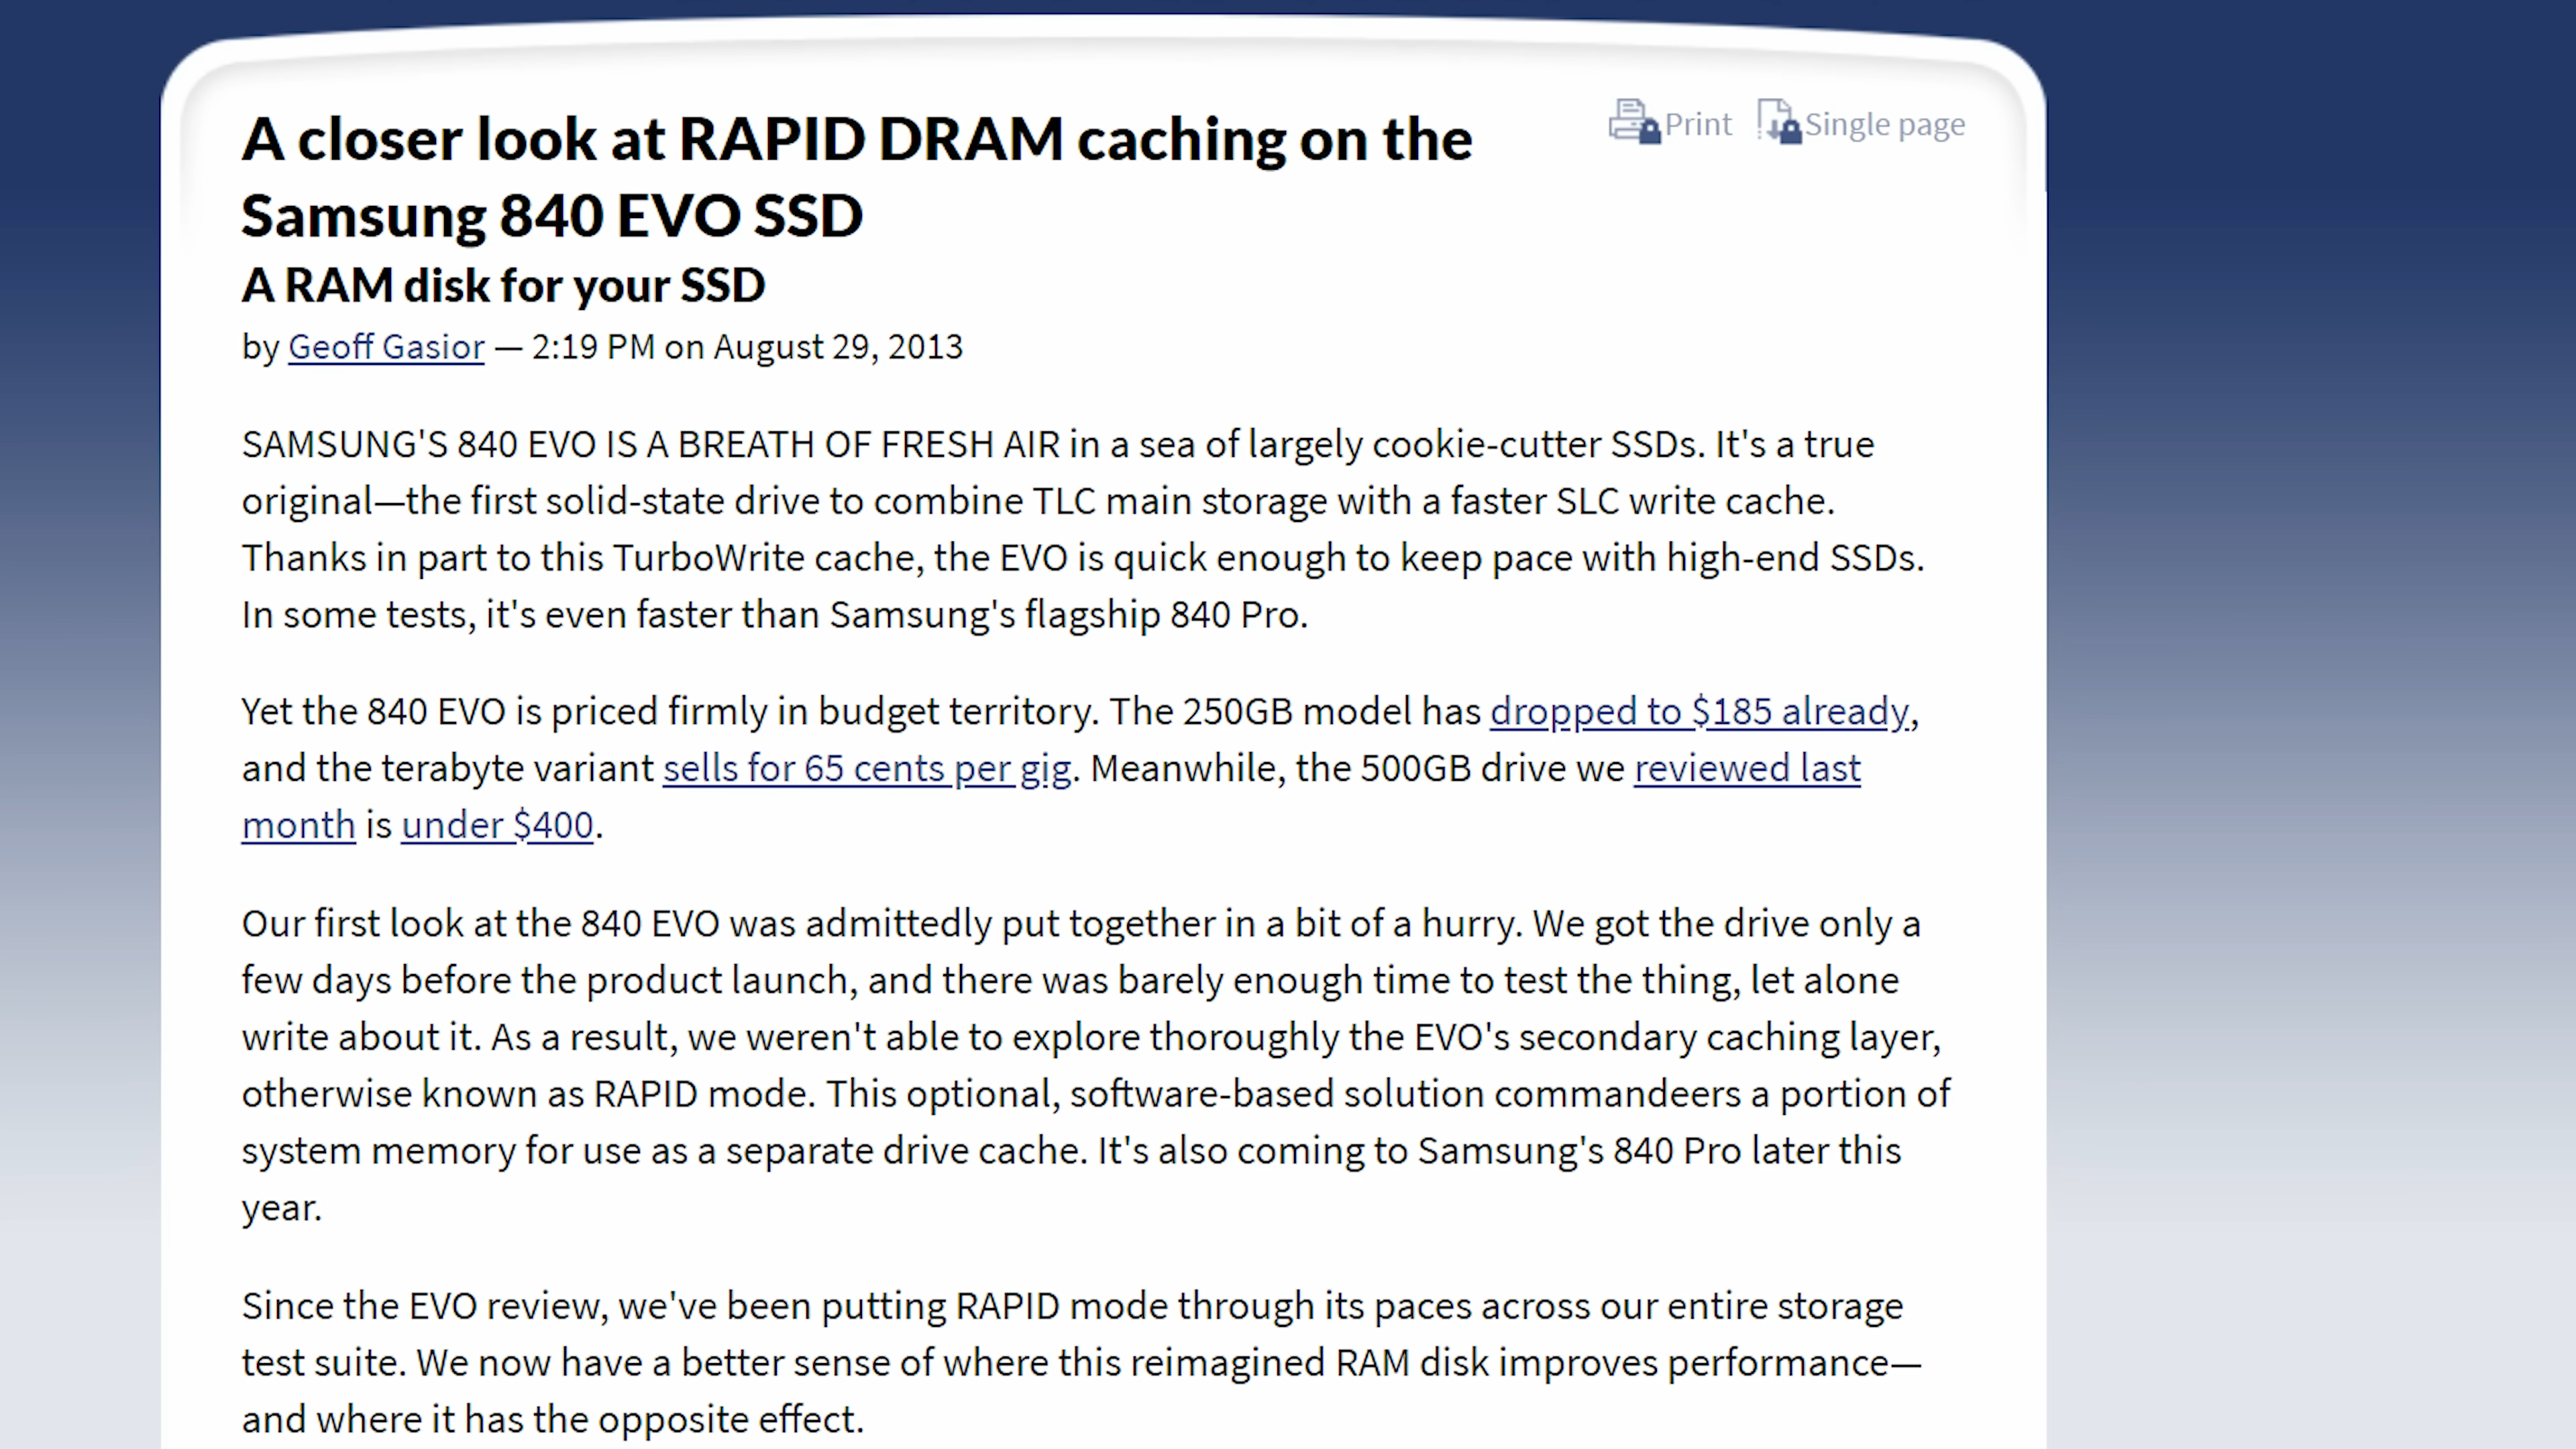 A closer look at RAPID DRAM caching on the
Samsung 840 EVO SSD
Print
Single page
A RAM disk for your SSD
by Geoff Gasior — 2:19 PM on August 29, 2013
SAMSUNG'S 840 EVO IS A BREATH OF FRESH AIR in a sea of largely cookie-cutter SSDs. It's a true
original—the first solid-state drive to combine TLC main storage with a faster SLC write cache.
Thanks in part to this TurboWrite cache, the EVO is quick enough to keep pace with high-end SSDs.
In some tests, it's even faster than Samsung's flagship 840 Pro.
Yet the 840 EVO is priced firmly in budget territory. The 250GB model has dropped to $185 already,
and the terabyte variant sells for 65 cents per gig. Meanwhile, the 500GB drive we reviewed last
month is under $400.
Our first look at the 840 EVO was admittedly put together in a bit of a hurry. We got the drive only a
few days before the product launch, and there was barely enough time to test the thing, let alone
write about it. As a result, we weren't able to explore thoroughly the EVO's secondary caching layer,
otherwise known as RAPID mode. This optional, software-based solution commandeers a portion of
system memory for use as a separate drive cache. It's also coming to Samsung's 840 Pro later this
year.
Since the EVO review, we've been putting RAPID mode through its paces across our entire storage
test suite. We now have a better sense of where this reimagined RAM disk improves performance—
and where it has the opposite effect.